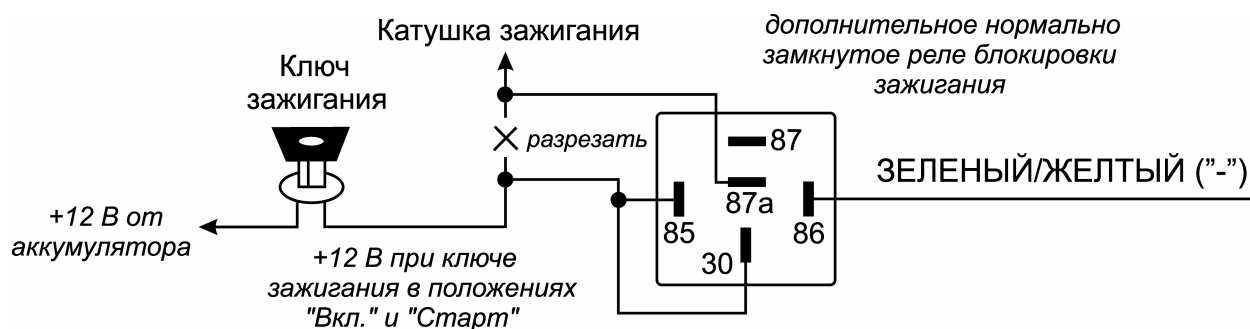 Катушка зажигания
дополнительное нормально
замкнутое реле блокировки
зажигания
Ключ
зажигания
разрезать
87
ЗЕЛЕНЫЙ/ЖЕЛТЫЙ ("-")
87а
85
86
30
+12 В от
аккумулятора
+12 В при ключе
зажигания в положениях
"Вкл." и "Старт"